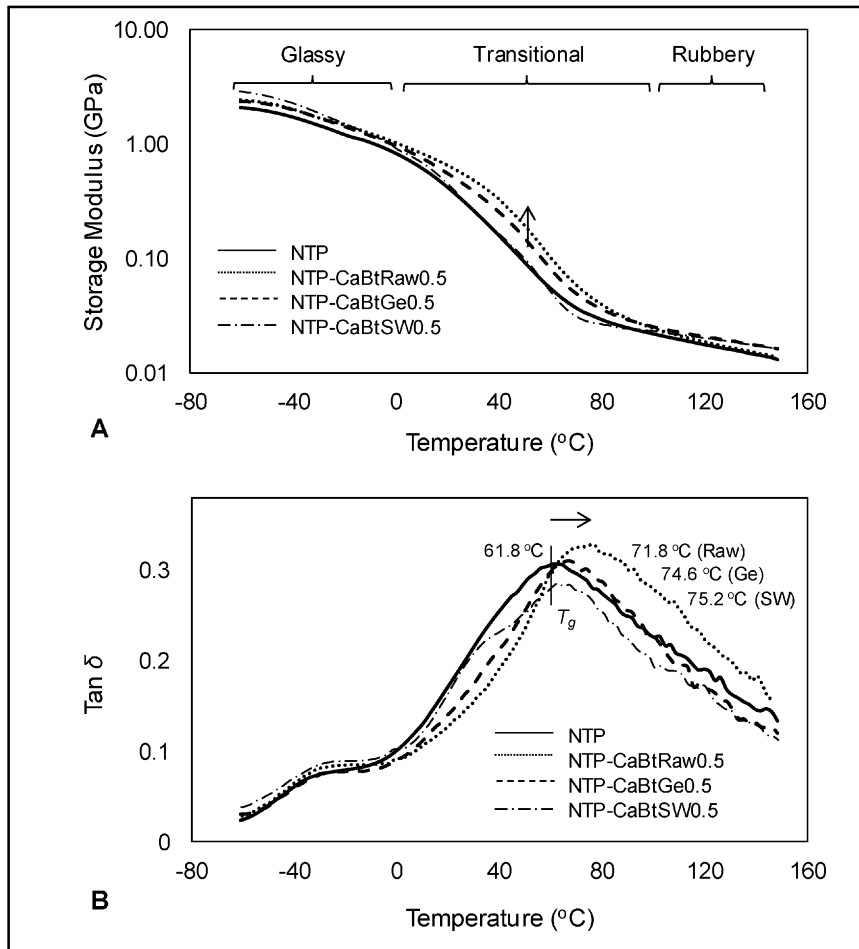 10.00
Glassy
Transitional
Rubbery
1.00
Storage Modulus (GPa)
0.10
NTP
NTP-CaBtRaw0.5
NTP-CaBtGe0.5
NTP-CaBtSW0.5
0.01
-80 -40 0 40 80 120 160
A
Temperature (°C)
61.8 °C
71.8 °C (Raw)
74.6 °C (Ge)
75.2 °C (SW)
0.3
Tg
0.2
Tan δ
0.1
NTP
NTP-CaBtRaw0.5
NTP-CaBtGe0.5
NTP-CaBtSW0.5
0
-80 -40 0 40 80 120 160
B
Temperature (°C)